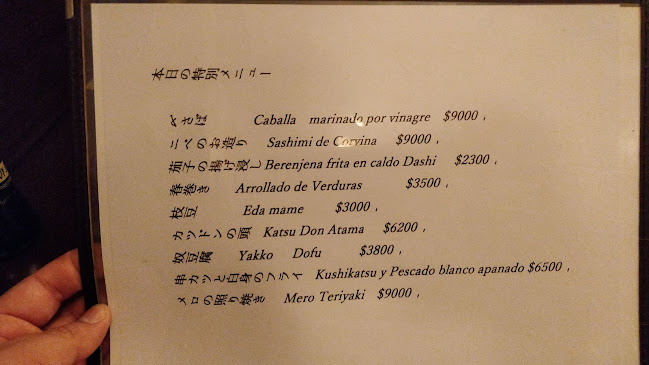 本日の特別メニュー
〆さば Caballa marinado por vinagre $9000 ,
ニベのお造り Sashimi de Corvina $9000 ,
茄子の揚げ浸し Berenjena frita en caldo Dashi $2300 ,
春巻き Arrollado de Verduras $3500 ,
枝豆 Eda mame $3000 ,
カツドンの頭 Katsu Don Atama $6200 ,
奴豆腐 Yakko Dofu $3800 ,
串カツと白身のフライ Kushikatsu y Pescado blanco apanado $6500 ,
メロの照り焼き Mero Teriyaki $9000 ,